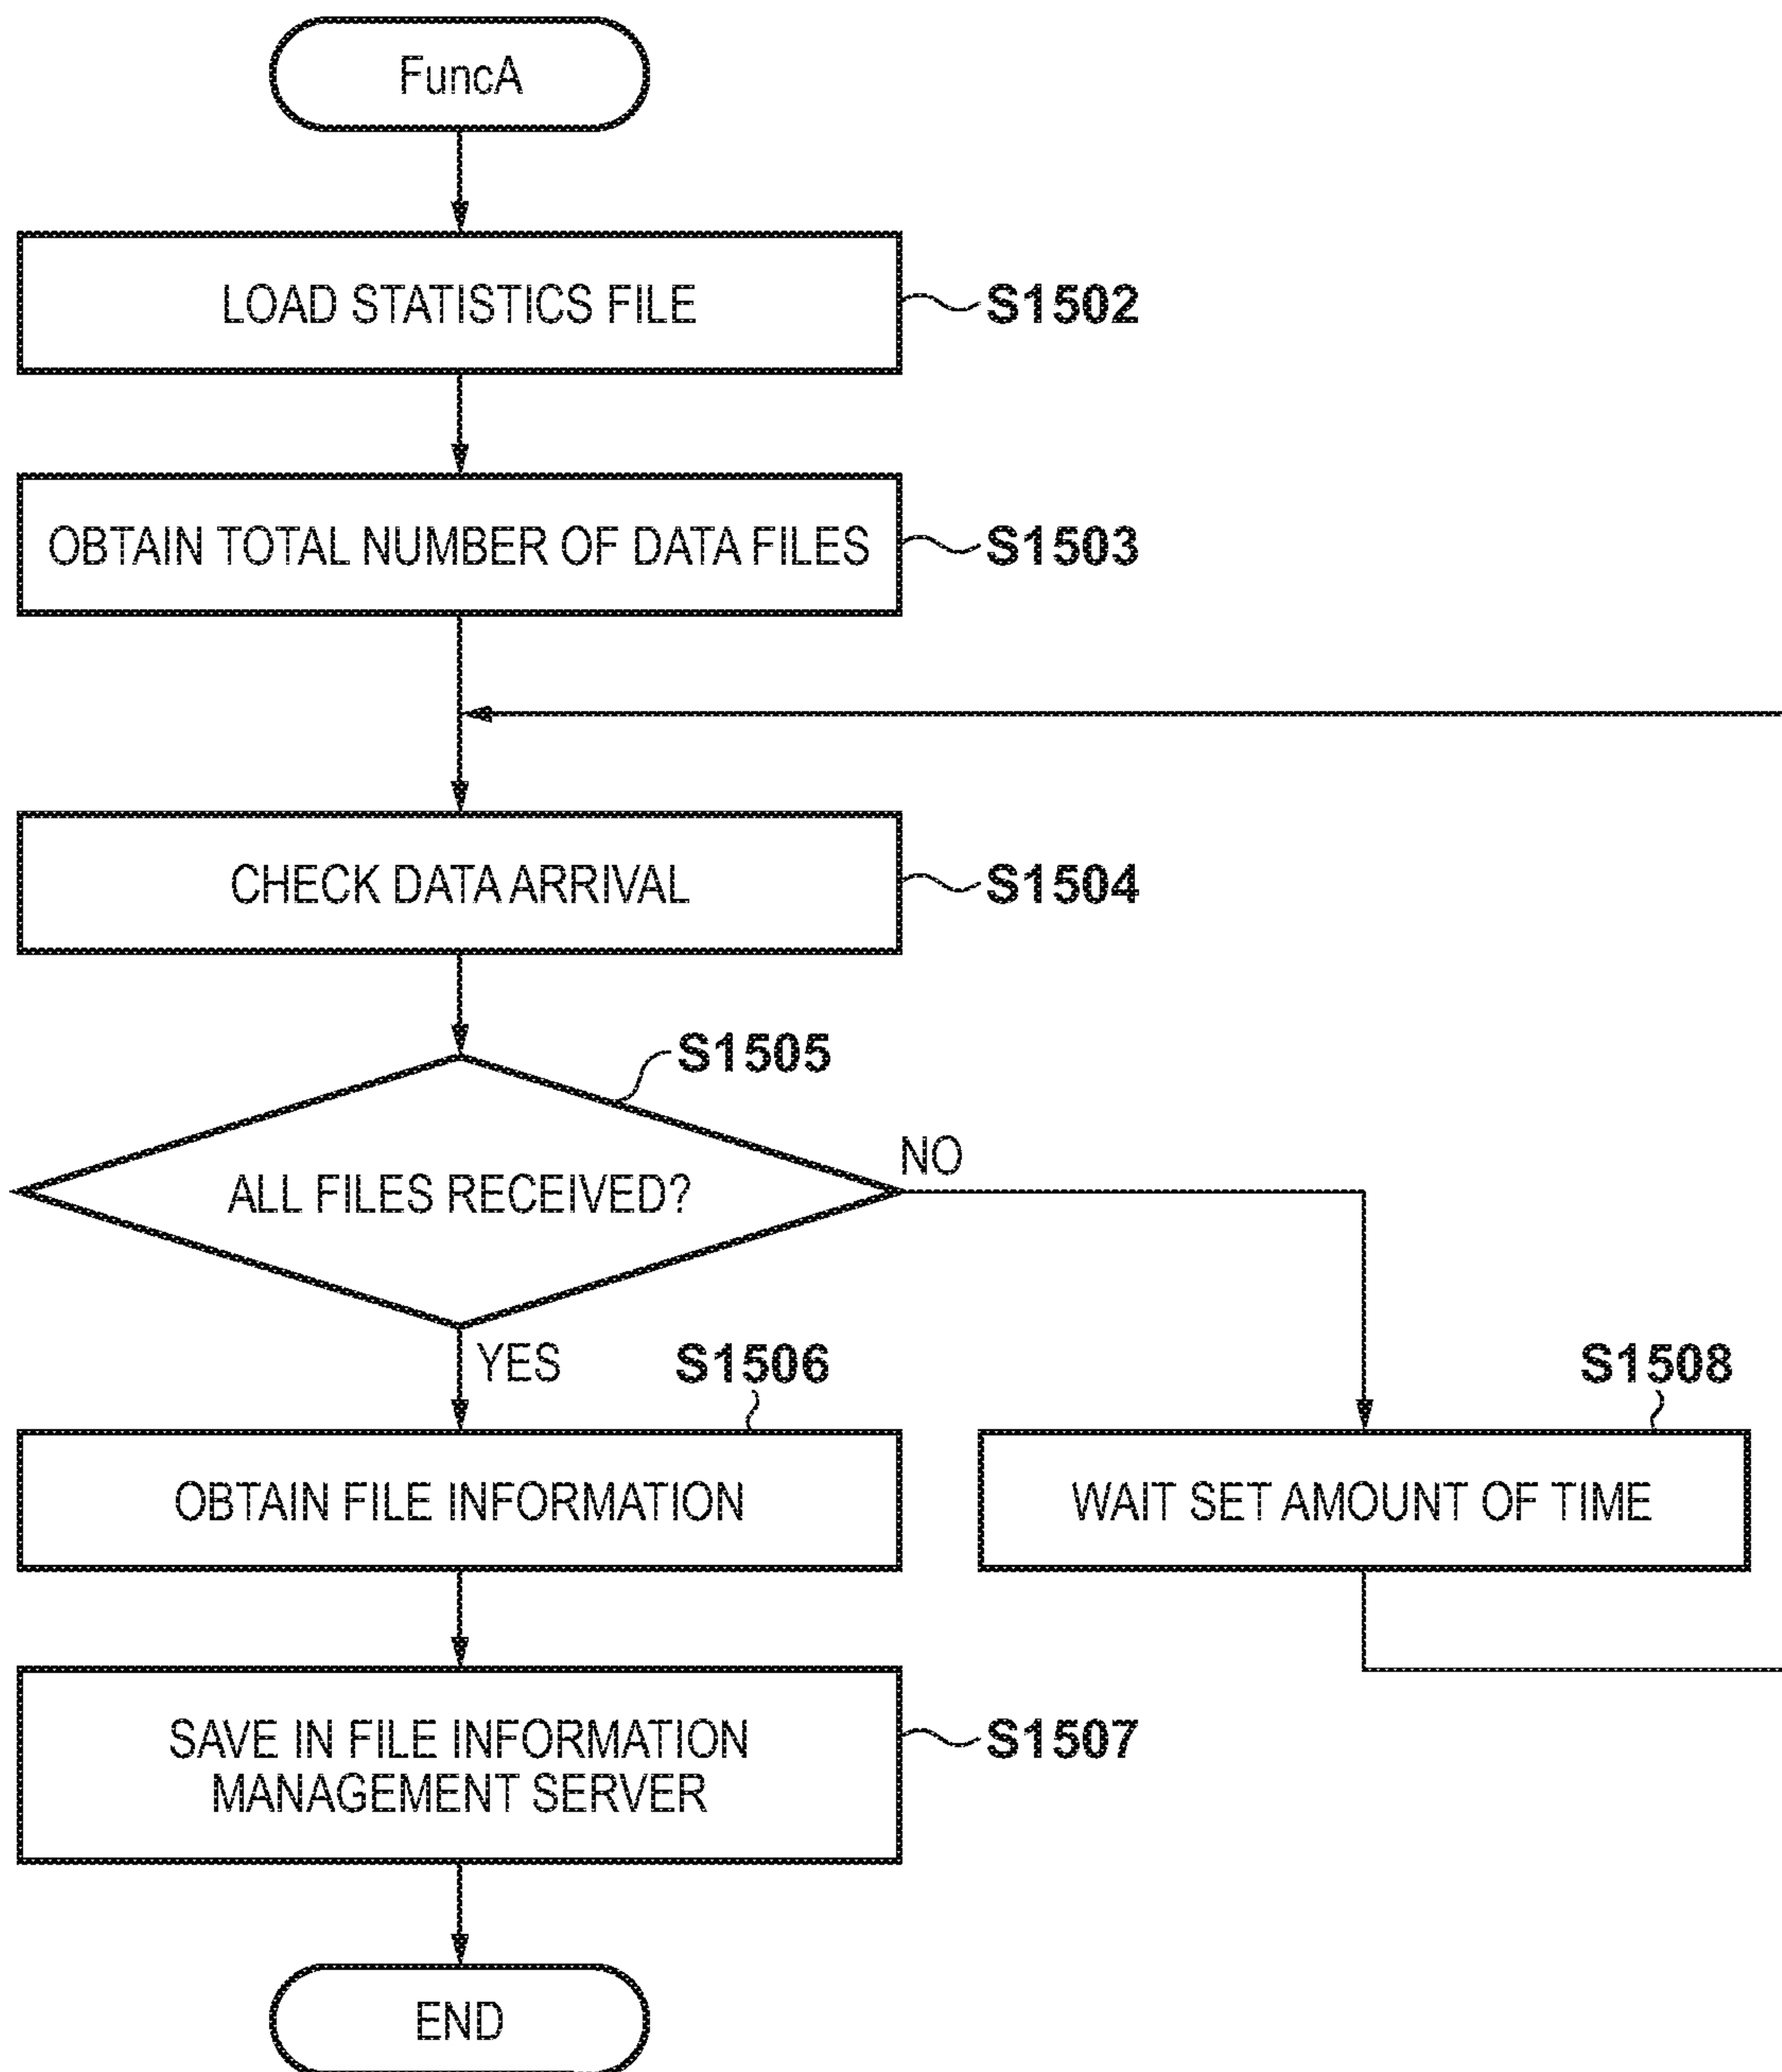 FuncA
LOAD STATISTICS FILE
S1502
OBTAIN TOTAL NUMBER OF DATA FILES
S1503
CHECK DATA ARRIVAL
S1504
S1505
ALL FILES RECEIVED?
NO
YES
S1506
S1508
OBTAIN FILE INFORMATION
WAIT SET AMOUNT OF TIME
SAVE IN FILE INFORMATION
MANAGEMENT SERVER
S1507
END